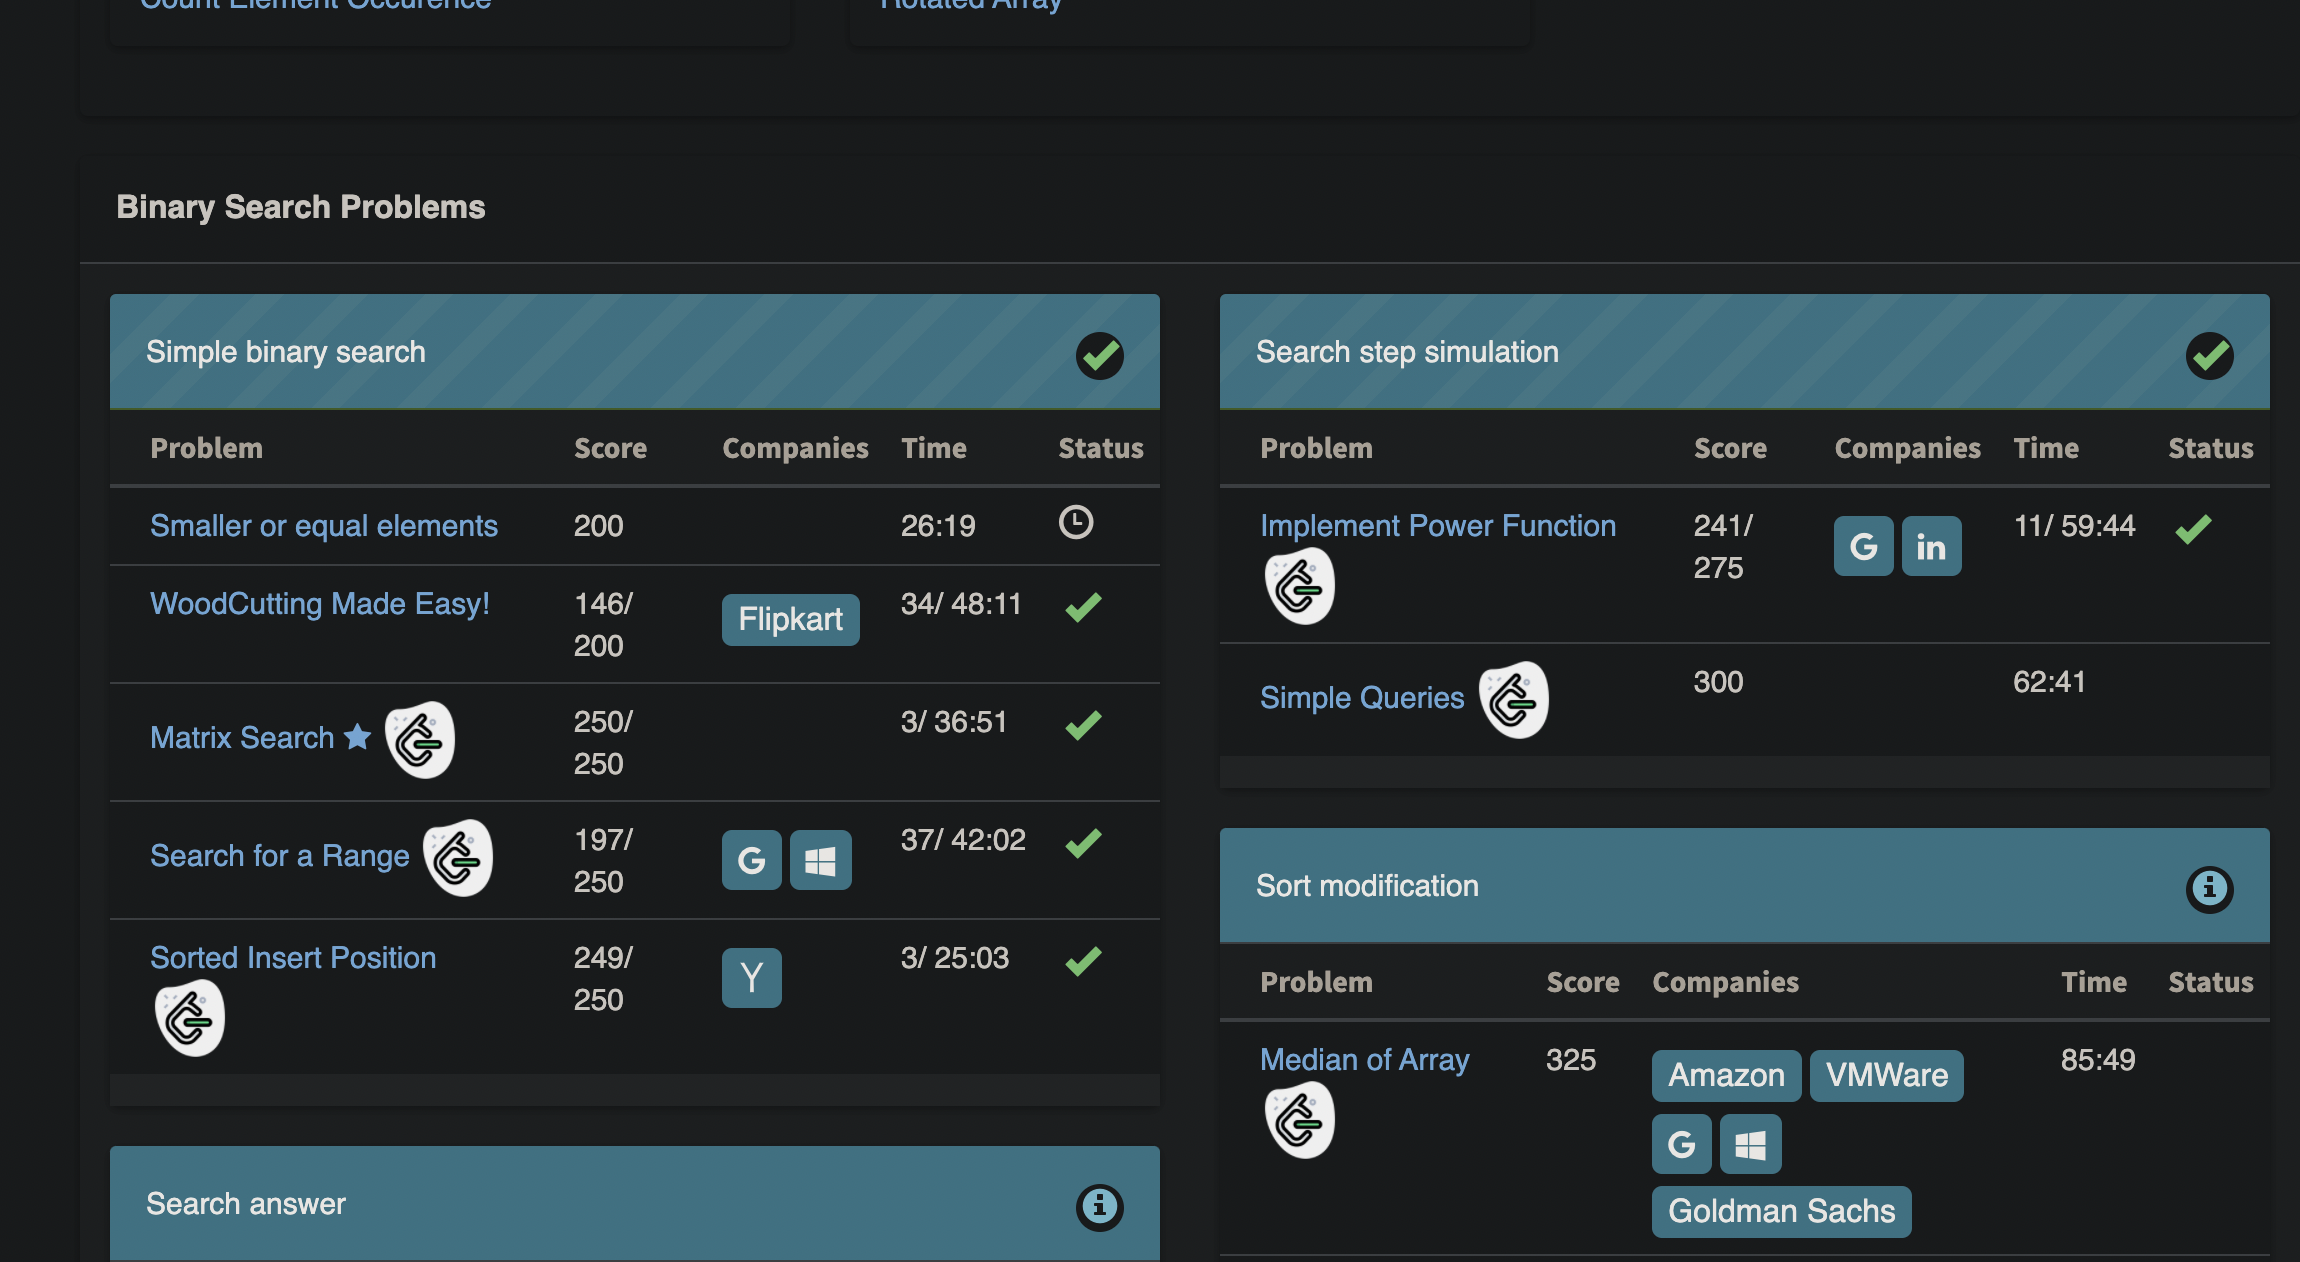 Count Element Occurence
Rotated Array
Binary Search Problems
Simple binary search
Problem Score Companies Time Status
Smaller or equal elements 200 26:19
WoodCutting Made Easy! 146/ Flipkart 34/ 48:11
200
Matrix Search 250/ 3/ 36:51
250
Search for a Range 197/ G 37/ 42:02
250
Sorted Insert Position 249/ Y 3/ 25:03
250
Search answer
Search step simulation
Problem Score Companies Time Status
Implement Power Function 241/ G in 11/ 59:44
275
Simple Queries 300 62:41
Sort modification
Problem Score Companies Time Status
Median of Array 325 Amazon VMWare 85:49
G
Goldman Sachs